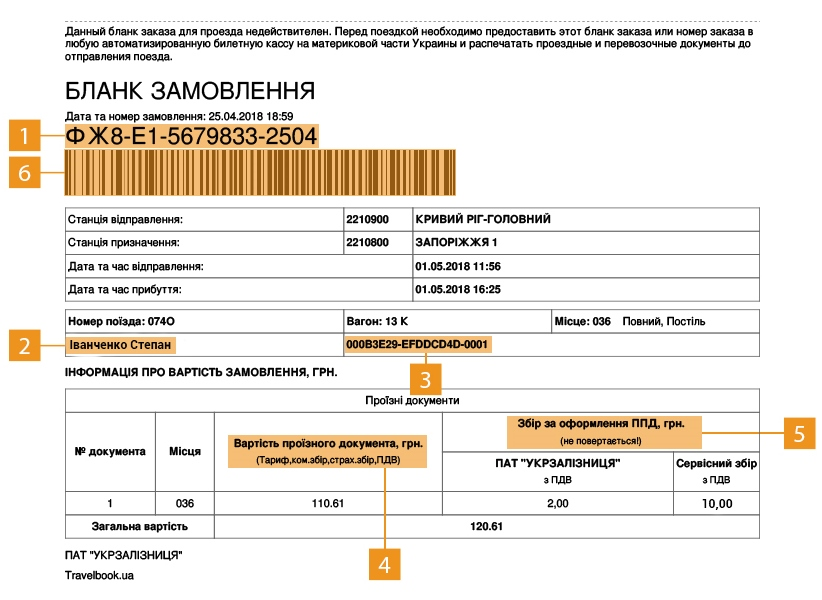 Данный бланк заказа для проезда недействителен. Перед поездкой необходимо предоставить этот бланк заказа или номер заказа в
любую автоматизированную билетную кассу на материковой части Украины и распечатать проездные и перевозочные документы до
отправления поезда.
БЛАНК ЗАМОВЛЕННЯ
Дата та номер замовлення: 25.04.2018 18:59
1 ФЖ8-Е1-5679833-2504
6
Станція відправлення: 2210900 КРИВИЙ РІГ-ГОЛОВНИЙ
Станція призначення: 2210800 ЗАПОРІЖЖЯ 1
Дата та час відправлення: 01.05.2018 11:56
Дата та час прибуття: 01.05.2018 16:25
Номер поїзда: 074О Вагон: 13 К Місце: 036 Повний, Постіль
2 Іванченко Степан 000B3E29-EFDDCD4D-0001
3
ІНФОРМАЦІЯ ПРО ВАРТІСТЬ ЗАМОВЛЕННЯ, ГРН.
Проїзні документи
№ документа Місця Вартість проїзного документа, грн.
(Тариф,ком.збір,страх.збір,ПДВ)
Збір за оформлення ППД, грн.
(не повертається!)
5
ПАТ "УКРЗАЛІЗНИЦЯ"
з ПДВ
Сервісний збір
з ПДВ
1 036 110.61 2,00 10,00
Загальна вартість 120.61
4
ПАТ "УКРЗАЛІЗНИЦЯ"
Travelbook.ua